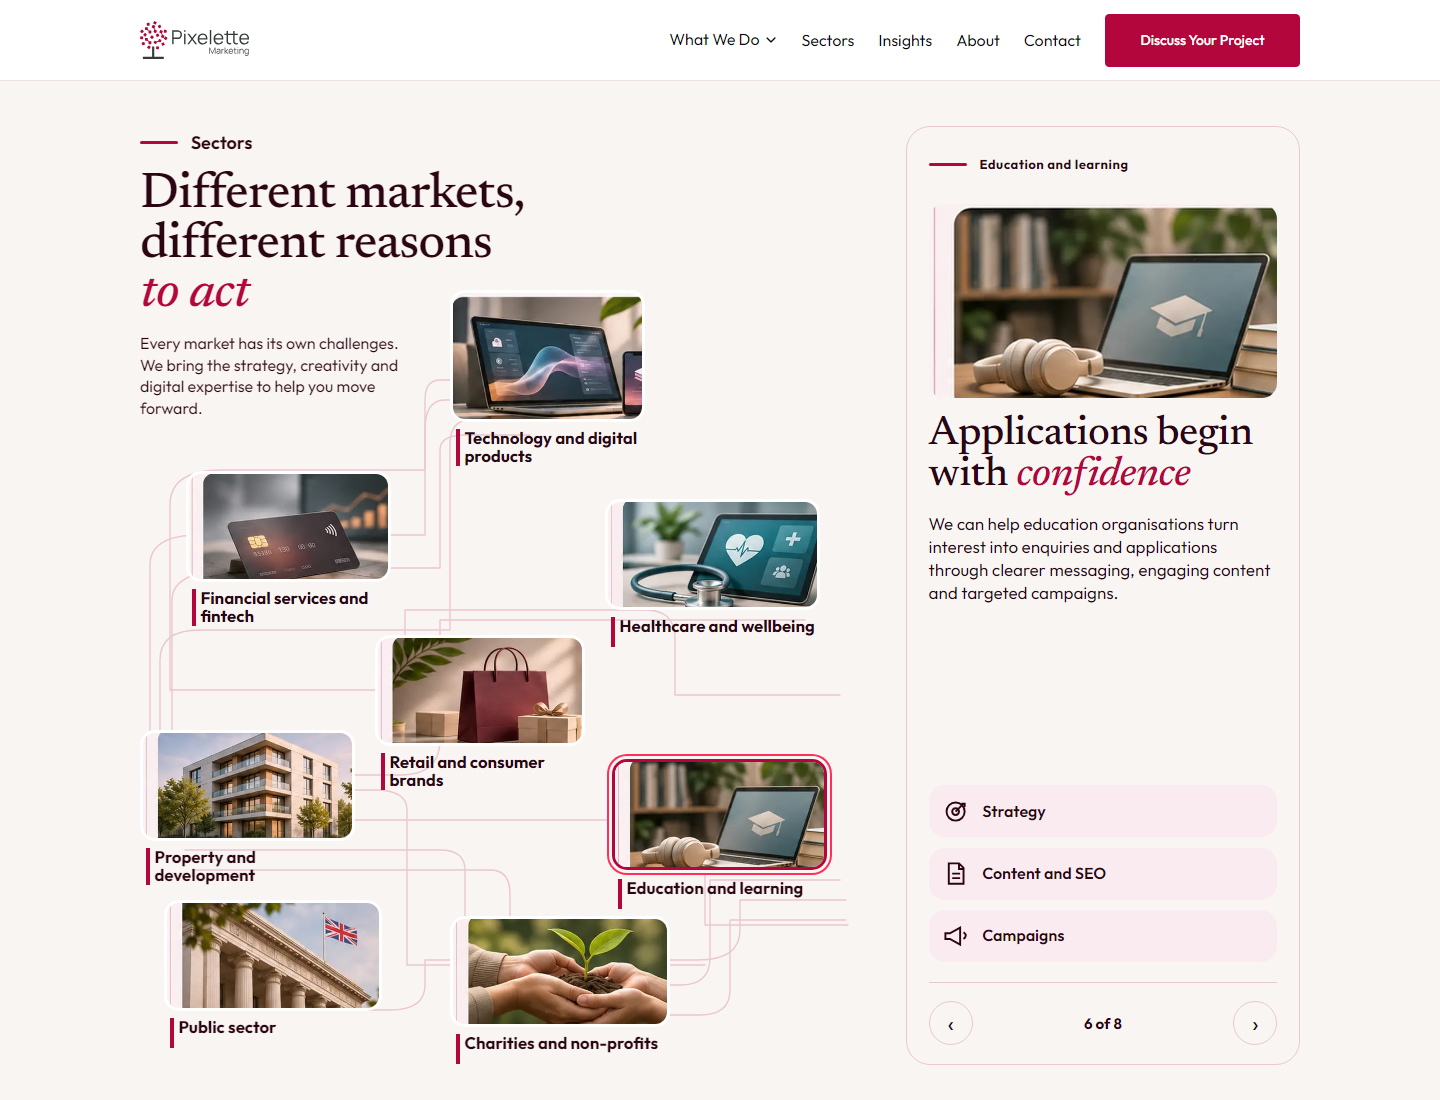 Pixelette
Marketing
What We Do
Sectors
Insights
About
Contact
Discuss Your Project
Sectors
Different markets,
different reasons
to act
Every market has its own challenges.
We bring the strategy, creativity and
digital expertise to help you move
forward.
Technology and digital
products
Financial services and
fintech
Healthcare and wellbeing
Retail and consumer
brands
Property and
development
Education and learning
Public sector
Charities and non-profits
Education and learning
Applications begin
with confidence
We can help education organisations turn
interest into enquiries and applications
through clearer messaging, engaging content
and targeted campaigns.
Strategy
Content and SEO
Campaigns
‹
6 of 8
›